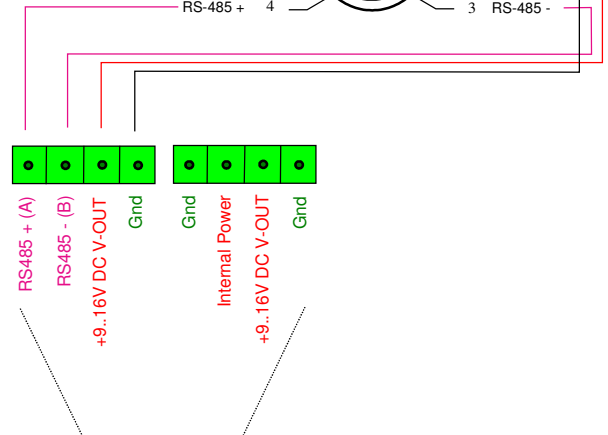 RS-485 + 4
3 RS-485 -
RS485 + (A)
RS485 - (B)
+9..16V DC V-OUT
Gnd
Gnd
Internal Power
+9..16V DC V-OUT
Gnd